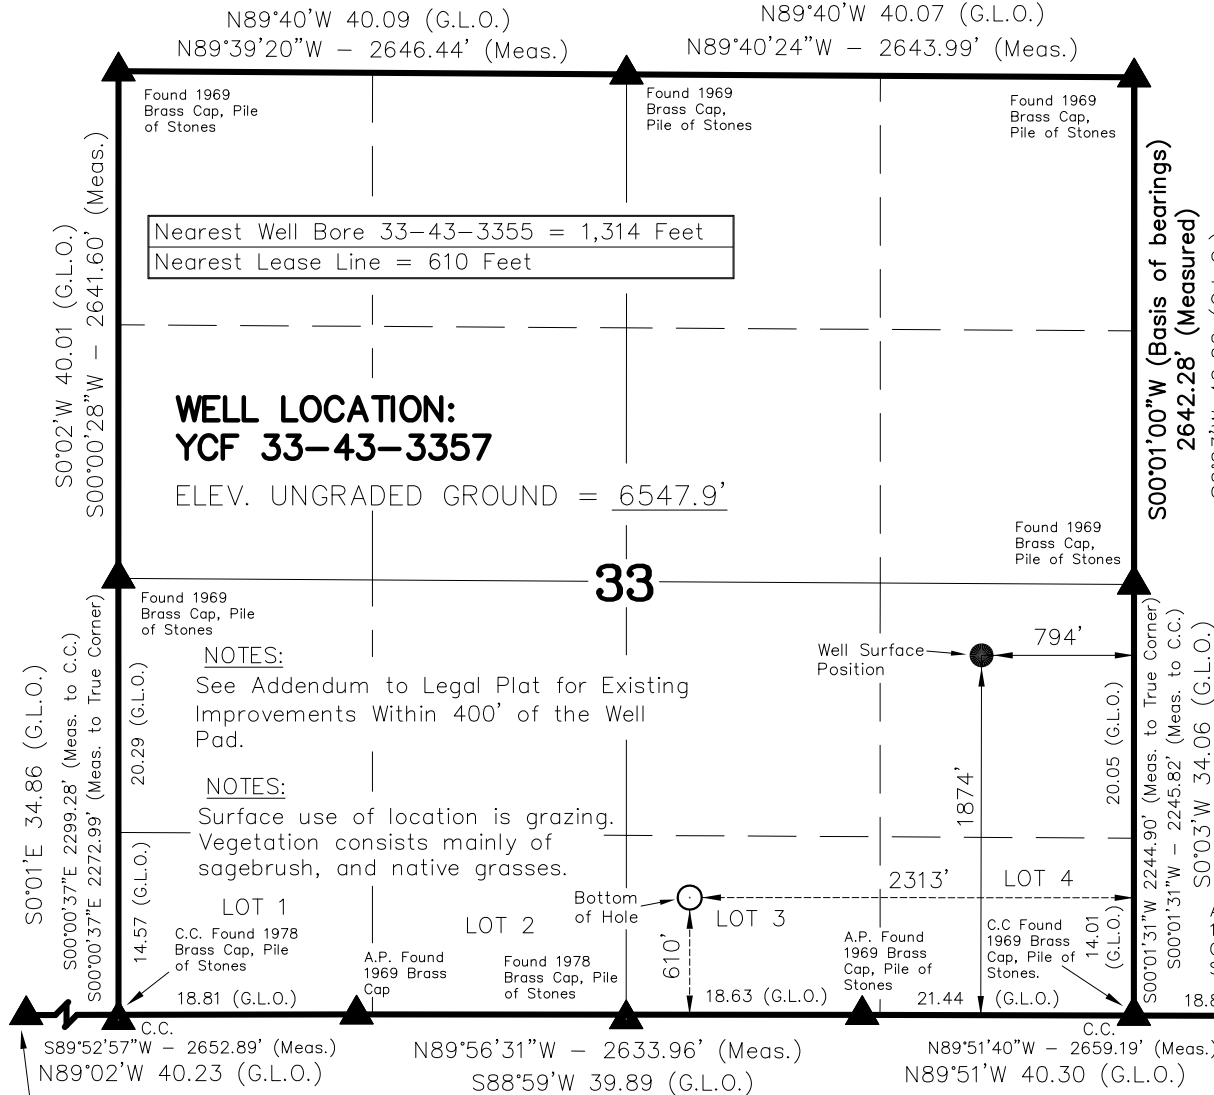 N89°40'W 40.09 (G.L.O.)
N89°39'20"W – 2646.44' (Meas.)
N89°40'W 40.07 (G.L.O.)
N89°40'24"W – 2643.99' (Meas.)
Found 1969
Brass Cap, Pile
of Stones
Found 1969
Brass Cap,
Pile of Stones
Found 1969
Brass Cap,
Pile of Stones
S0°02'W 40.01 (G.L.O.)
S00°00'28"W – 2641.60' (Meas.)
Nearest Well Bore 33-43-3355 = 1,314 Feet
Nearest Lease Line = 610 Feet
S00°01'00"W (Basis of bearings)
2642.28' (Measured)
WELL LOCATION:
YCF 33–43–3357
ELEV. UNGRADED GROUND = 6547.9'
Found 1969
Brass Cap,
Pile of Stones
33
Found 1969
Brass Cap, Pile
of Stones
NOTES:
See Addendum to Legal Plat for Existing
Improvements Within 400' of the Well
Pad.
NOTES:
Surface use of location is grazing.
Vegetation consists mainly of
sagebrush, and native grasses.
Well Surface
Position
794'
1874'
S0°01'E 34.86 (G.L.O.)
S00°00'37"E 2299.28' (Meas. to C.C.)
S00°00'37"E 2272.99' (Meas. to True Corner)
20.29 (G.L.O.)
14.57 (G.L.O.)
20.05 (G.L.O.)
14.01
(G.L.O.)
S00°01'31"W 2244.90' (Meas. to True Corner)
S00°01'31"W – 2245.82' (Meas. to C.C.)
S0°03'W 34.06 (G.L.O.)
LOT 1
LOT 2
Bottom
of Hole
2313'
LOT 3
LOT 4
610'
C.C. Found 1978
Brass Cap, Pile
of Stones
A.P. Found
1969 Brass
Cap
Found 1978
Brass Cap, Pile
of Stones
A.P. Found
1969 Brass
Cap, Pile of
Stones
C.C Found
1969 Brass
Cap, Pile of
Stones.
18.81 (G.L.O.)
18.63 (G.L.O.)
21.44 (G.L.O.)
C.C.
C.C.
S89°52'57"W – 2652.89' (Meas.)
N89°02'W 40.23 (G.L.O.)
N89°56'31"W – 2633.96' (Meas.)
S88°59'W 39.89 (G.L.O.)
N89°51'40"W – 2659.19' (Meas.)
N89°51'W 40.30 (G.L.O.)